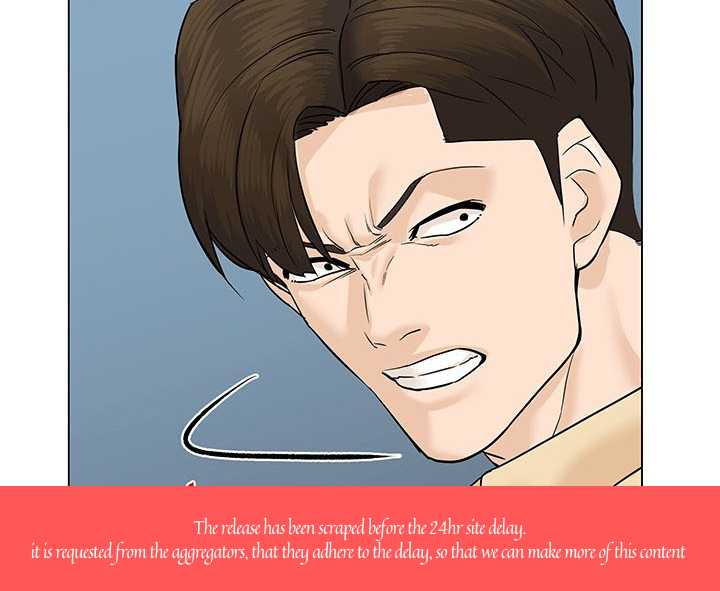 The release has been scraped before the 24hr site delay.
it is requested from the aggregators, that they adhere to the delay, so that we can make more of this content